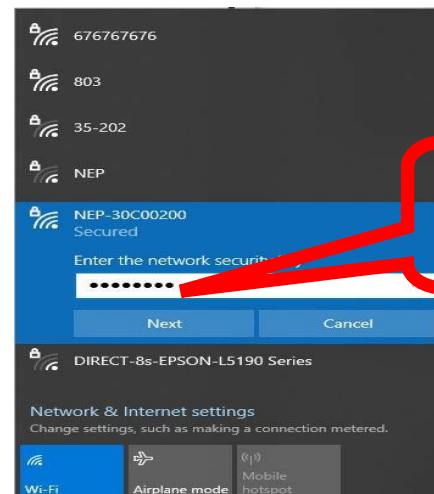 676767676
803
35-202
NEP
NEP-30C00200
Secured
Enter the network
••••••••
Next
Cancel
DIRECT-8s-EPSON-L5190 Series
Network & Internet settings
Change settings, such as making a connection metered.
Wi-Fi
Airplane mode
Mobile
hotspot